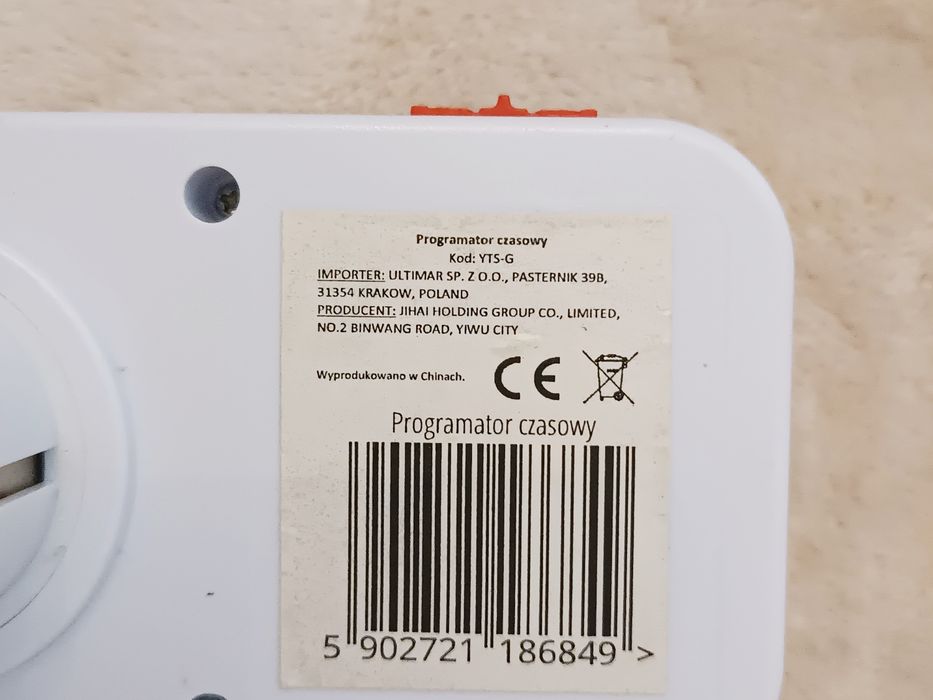 Programator czasowy
Kod: YTS-G
IMPORTER: ULTIMAR SP. Z O.O., PASTERNIK 39B,
31354 KRAKOW, POLAND
PRODUCENT: JIHAI HOLDING GROUP CO., LIMITED,
NO.2 BINWANG ROAD, YIWU CITY
Wyprodukowano w Chinach.
CE
Programator czasowy
5 902721 186849 >